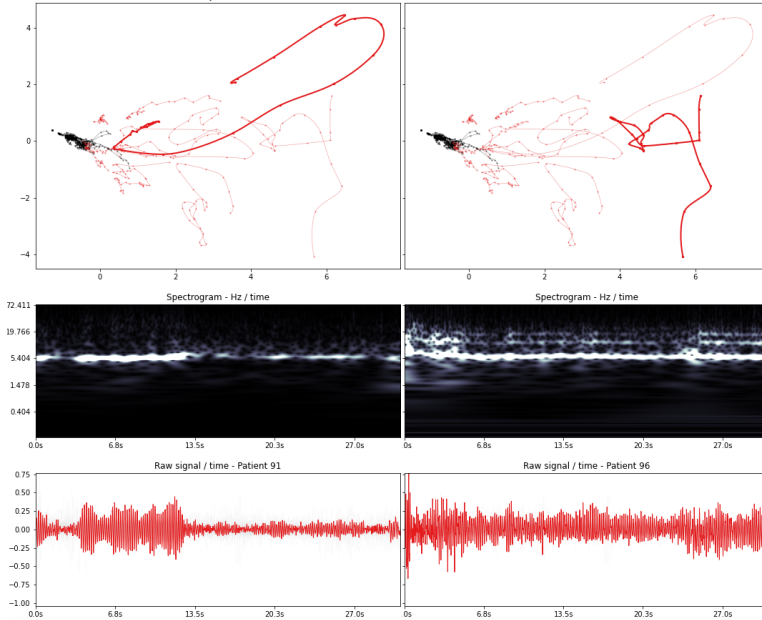 4
2
0
−2
−4
0 2 4 6
0 2 4 6
Spectrogram - Hz / time
Spectrogram - Hz / time
72.411
19.766
5.404
1.478
0.404
0.0s 6.8s 13.5s 20.3s 27.0s
0.0s 6.8s 13.5s 20.3s 27.0s
Raw signal / time - Patient 91
Raw signal / time - Patient 96
0.75
0.50
0.25
0.00
−0.25
−0.50
−0.75
−1.00
0.0s 6.8s 13.5s 20.3s 27.0s
0.0s 6.8s 13.5s 20.3s 27.0s